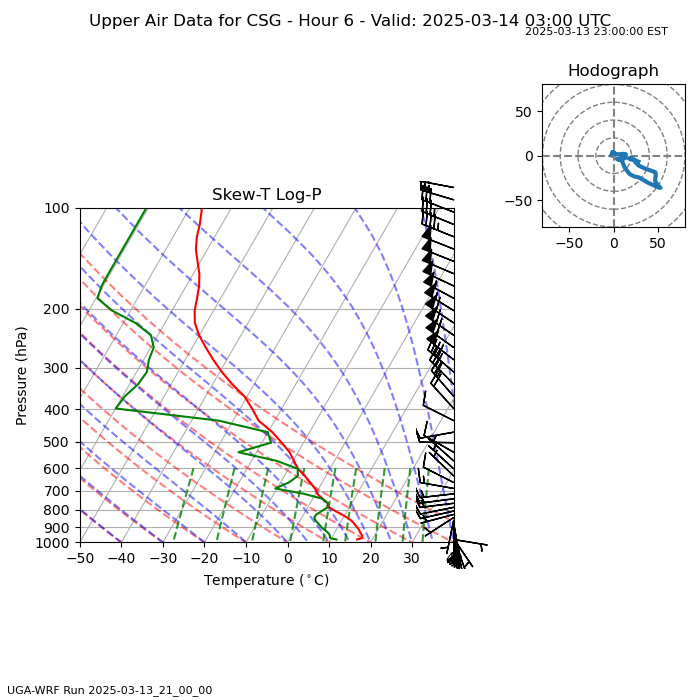 Upper Air Data for CSG - Hour 6 - Valid: 2025-03-14 03:00 UTC
2025-03-13 23:00:00 EST
Hodograph
50
0
−50
−50 0 50
Skew-T Log-P
100
200
300
400
500
600
700
800
900
1000
Pressure (hPa)
−50 −40 −30 −20 −10 0 10 20 30
Temperature (°C)
UGA-WRF Run 2025-03-13_21_00_00